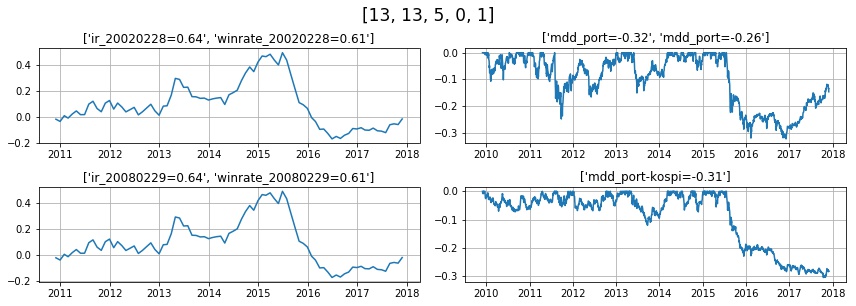 [13, 13, 5, 0, 1]
['ir_20020228=0.64', 'winrate_20020228=0.61']
0.4
0.2
0.0
−0.2
2011 2012 2013 2014 2015 2016 2017 2018
['mdd_port=-0.32', 'mdd_port=-0.26']
0.0
−0.1
−0.2
−0.3
2010 2011 2012 2013 2014 2015 2016 2017 2018
['ir_20080229=0.64', 'winrate_20080229=0.61']
0.4
0.2
0.0
−0.2
2011 2012 2013 2014 2015 2016 2017 2018
['mdd_port-kospi=-0.31']
0.0
−0.1
−0.2
−0.3
2010 2011 2012 2013 2014 2015 2016 2017 2018